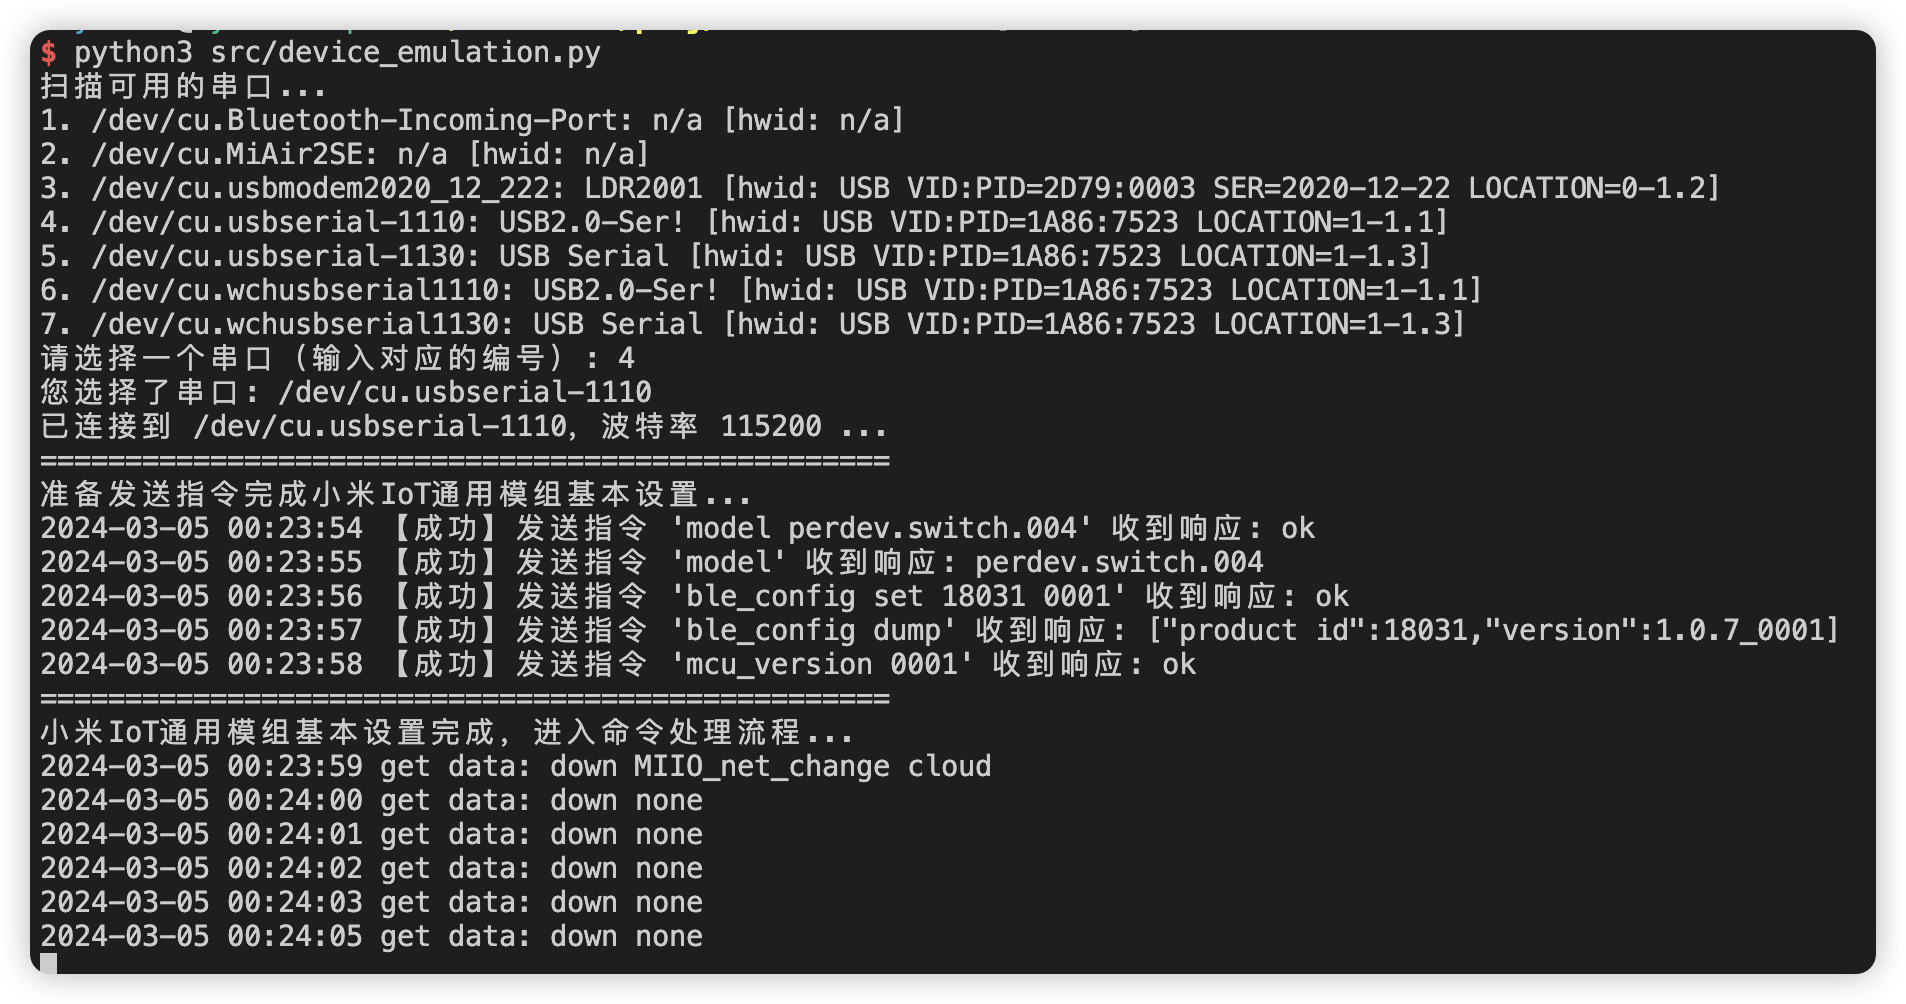 $ python3 src/device_emulation.py
扫描可用的串口...
1. /dev/cu.Bluetooth-Incoming-Port: n/a [hwid: n/a]
2. /dev/cu.MiAir2SE: n/a [hwid: n/a]
3. /dev/cu.usbmodem2020_12_222: LDR2001 [hwid: USB VID:PID=2D79:0003 SER=2020-12-22 LOCATION=0-1.2]
4. /dev/cu.usbserial-1110: USB2.0-Ser! [hwid: USB VID:PID=1A86:7523 LOCATION=1-1.1]
5. /dev/cu.usbserial-1130: USB Serial [hwid: USB VID:PID=1A86:7523 LOCATION=1-1.3]
6. /dev/cu.wchusbserial1110: USB2.0-Ser! [hwid: USB VID:PID=1A86:7523 LOCATION=1-1.1]
7. /dev/cu.wchusbserial1130: USB Serial [hwid: USB VID:PID=1A86:7523 LOCATION=1-1.3]
请选择一个串口（输入对应的编号）: 4
您选择了串口: /dev/cu.usbserial-1110
已连接到 /dev/cu.usbserial-1110，波特率 115200 ...
==================================================
准备发送指令完成小米IoT通用模组基本设置...
2024-03-05 00:23:54 【成功】发送指令 'model perdev.switch.004' 收到响应: ok
2024-03-05 00:23:55 【成功】发送指令 'model' 收到响应: perdev.switch.004
2024-03-05 00:23:56 【成功】发送指令 'ble_config set 18031 0001' 收到响应: ok
2024-03-05 00:23:57 【成功】发送指令 'ble_config dump' 收到响应: ["product id":18031,"version":1.0.7_0001]
2024-03-05 00:23:58 【成功】发送指令 'mcu_version 0001' 收到响应: ok
==================================================
小米IoT通用模组基本设置完成，进入命令处理流程...
2024-03-05 00:23:59 get data: down MIIO_net_change cloud
2024-03-05 00:24:00 get data: down none
2024-03-05 00:24:01 get data: down none
2024-03-05 00:24:02 get data: down none
2024-03-05 00:24:03 get data: down none
2024-03-05 00:24:05 get data: down none